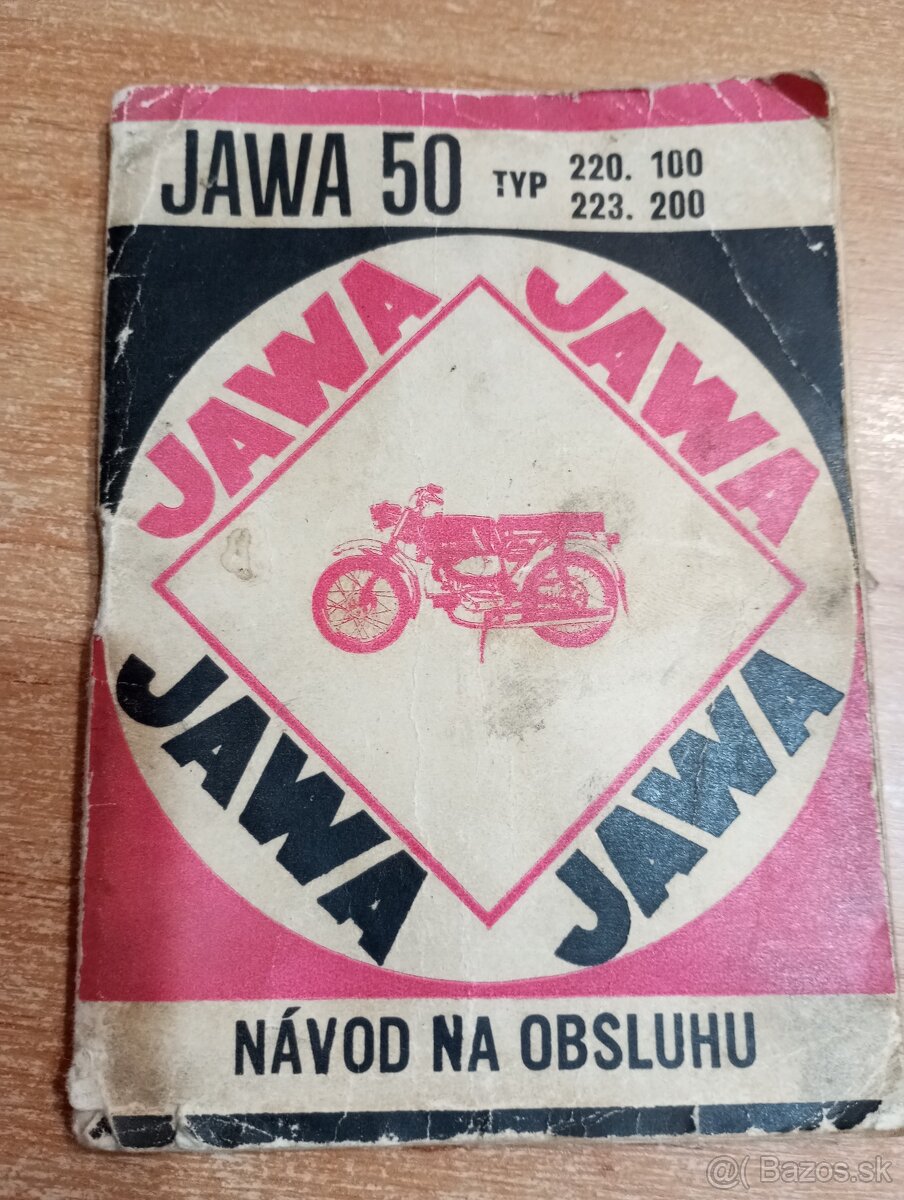 JAWA 50 TYP 220. 100
223. 200
JAWA JAWA
JAWA JAWA
NÁVOD NA OBSLUHU
@( Bazos.sk